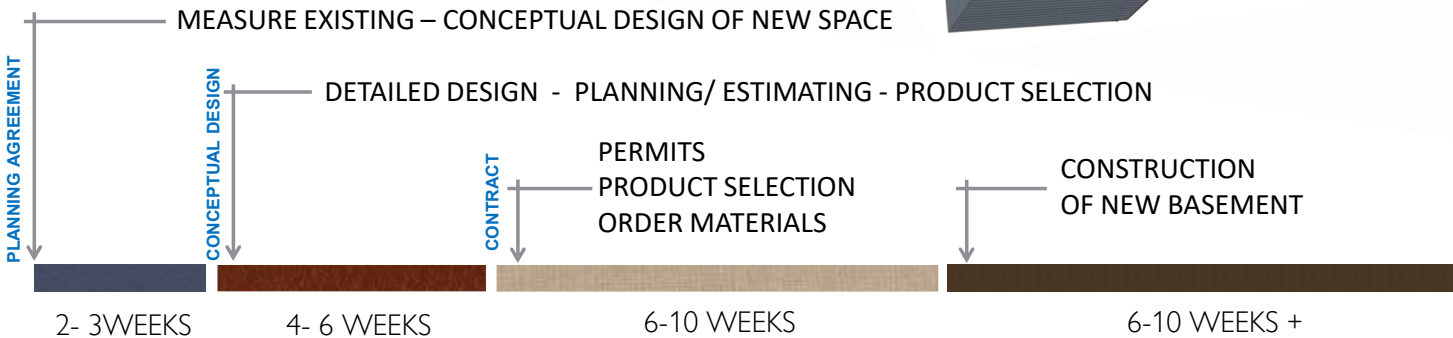 MEASURE EXISTING – CONCEPTUAL DESIGN OF NEW SPACE
PLANNING AGREEMENT
DETAILED DESIGN - PLANNING/ ESTIMATING - PRODUCT SELECTION
CONCEPTUAL DESIGN
PERMITS
PRODUCT SELECTION
ORDER MATERIALS
CONTRACT
CONSTRUCTION
OF NEW BASEMENT
2- 3WEEKS
4- 6 WEEKS
6-10 WEEKS
6-10 WEEKS +